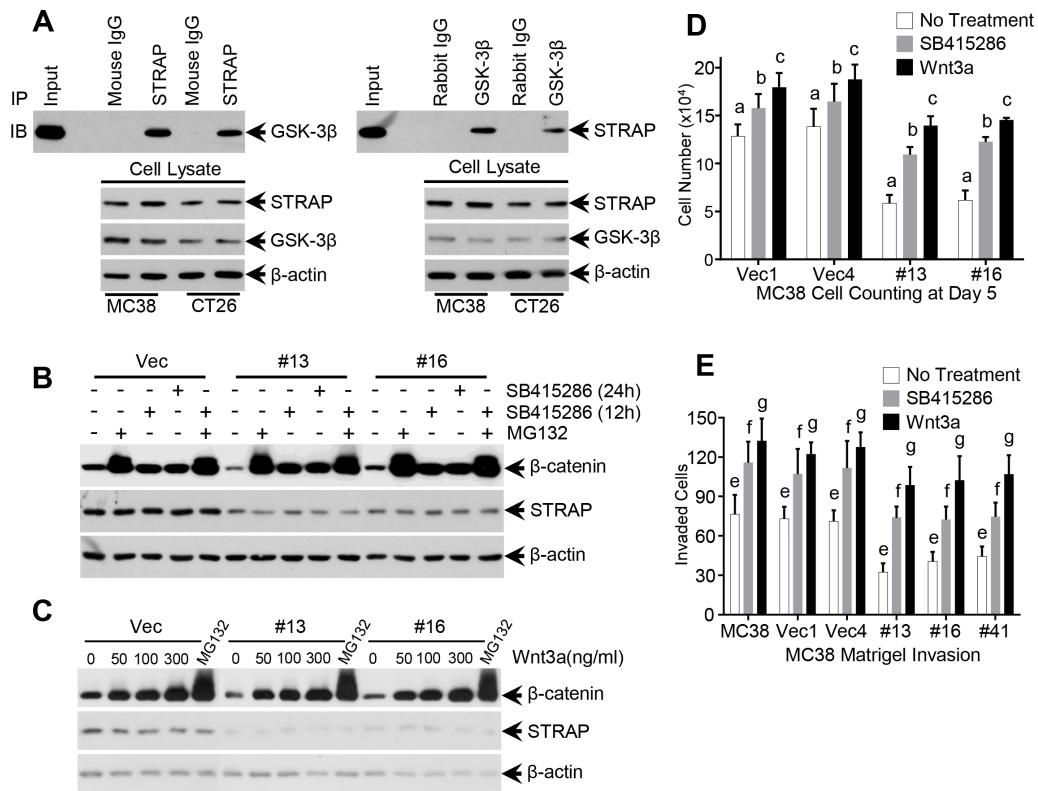 A
IP
Input
Mouse IgG
STRAP
Mouse IgG
STRAP
IB
GSK-3β
Cell Lysate
STRAP
GSK-3β
β-actin
MC38 CT26
Input
Rabbit IgG
GSK-3β
Rabbit IgG
GSK-3β
STRAP
Cell Lysate
STRAP
GSK-3β
β-actin
MC38 CT26
B
Vec #13 #16
- - - + - - - - + - - - - + - SB415286 (24h)
- - + - + - - + - + - - + - + SB415286 (12h)
- + - - + - + - - + - + - - + MG132
β-catenin
STRAP
β-actin
C
Vec #13 #16
0 50 100 300 MG132 0 50 100 300 MG132 0 50 100 300 MG132 Wnt3a(ng/ml)
β-catenin
STRAP
β-actin
D
No Treatment
SB415286
Wnt3a
Cell Number (x10⁴)
20
15
10
5
0
a b c a b c a b c a b c
Vec1 Vec4 #13 #16
MC38 Cell Counting at Day 5
E
No Treatment
SB415286
Wnt3a
Invaded Cells
150
120
90
60
30
0
e f g e f g e f g e f g e f g e f g
MC38 Vec1 Vec4 #13 #16 #41
MC38 Matrigel Invasion